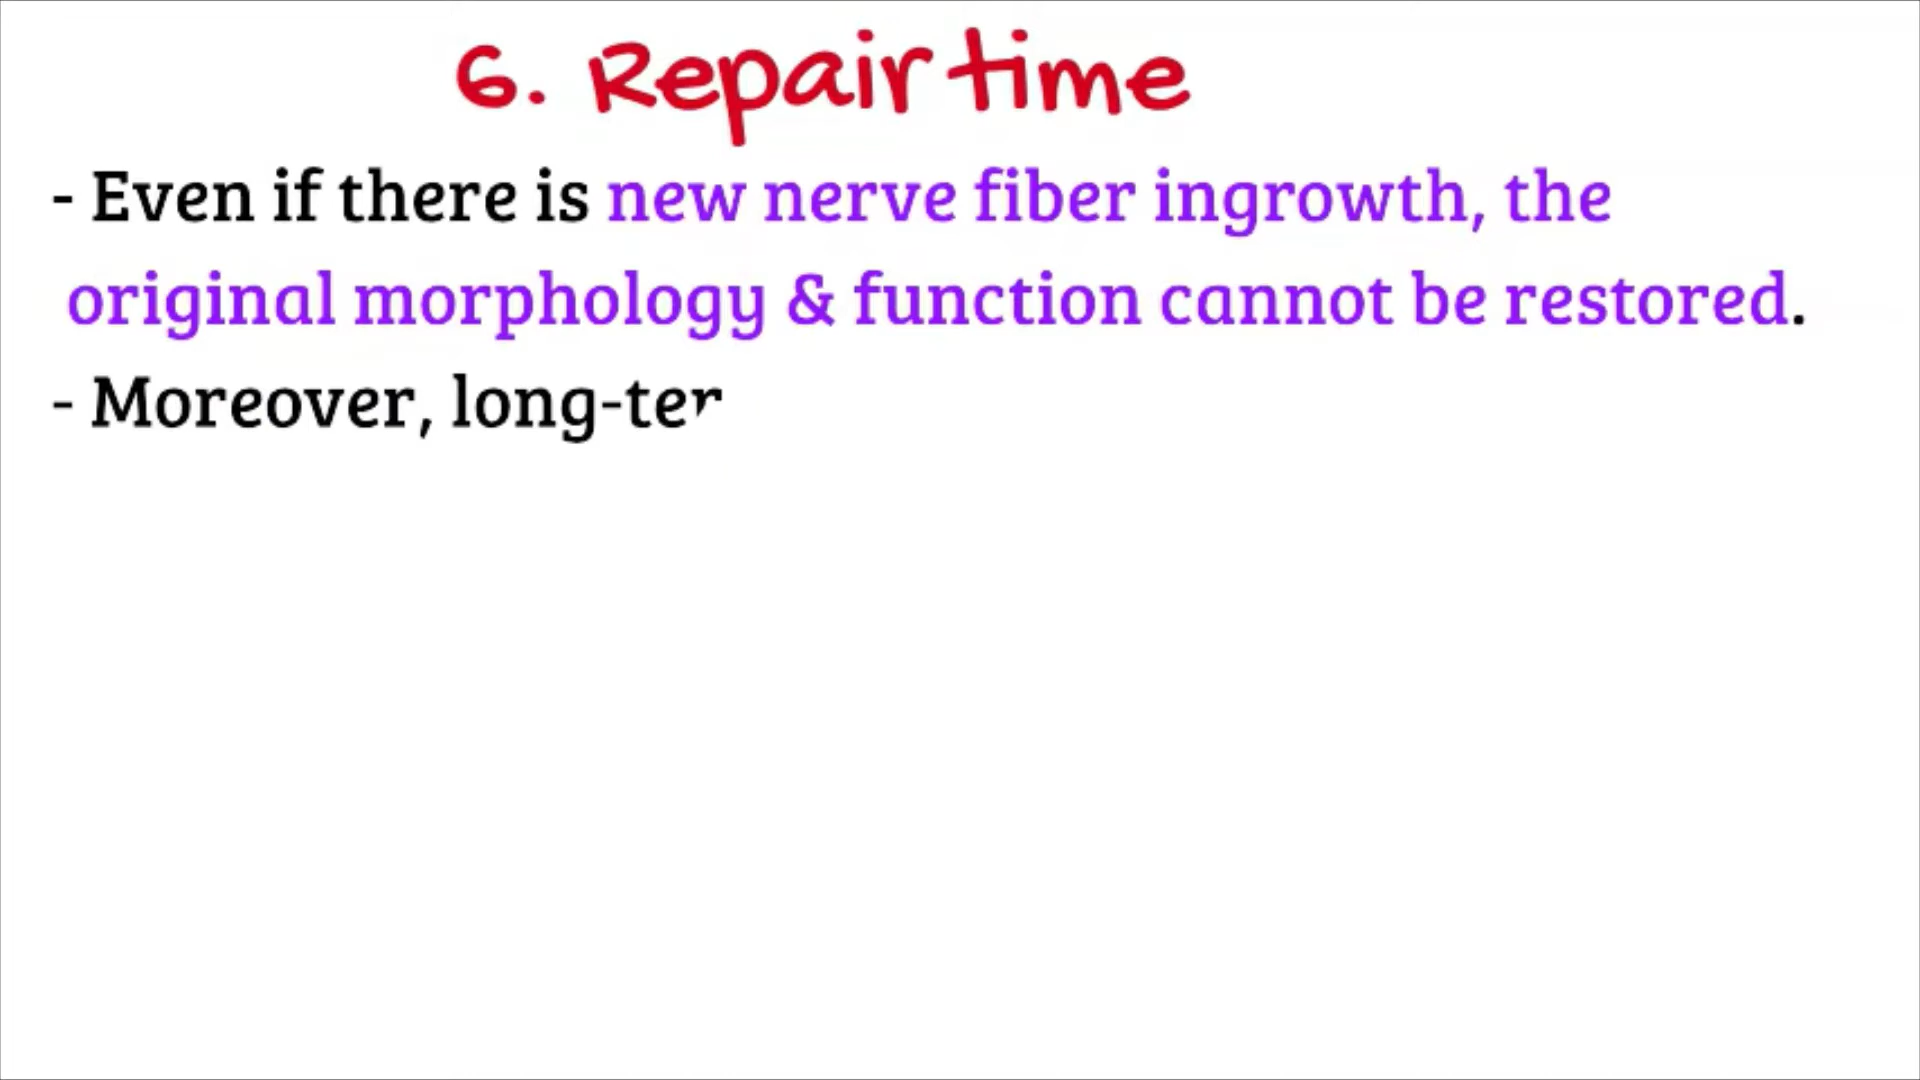 6. Repair time
- Even if there is new nerve fiber ingrowth, the
original morphology & function cannot be restored.
- Moreover, long-ter